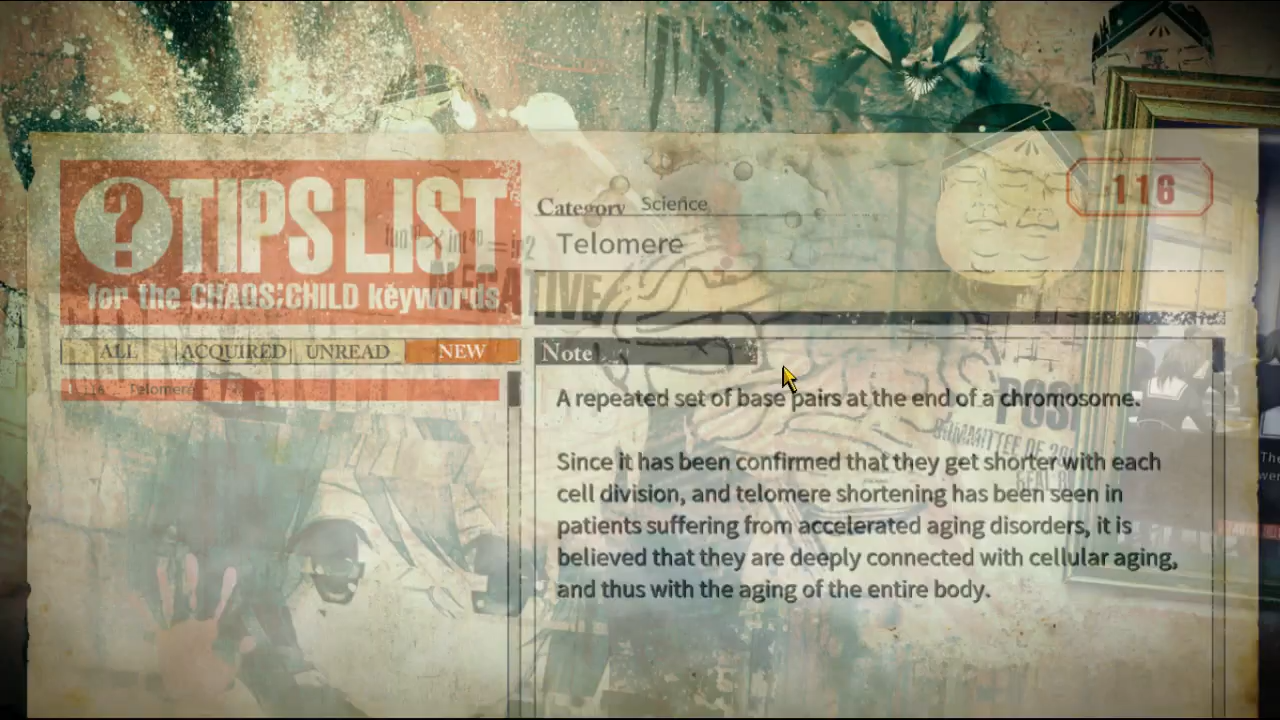 ?
TIPS LIST
for the CHAOS;CHILD keywords
ALL ACQUIRED UNREAD NEW
116 Telomere
Category Science
116
Telomere
NEGATIVE
Note
A repeated set of base pairs at the end of a chromosome.
Since it has been confirmed that they get shorter with each
cell division, and telomere shortening has been seen in
patients suffering from accelerated aging disorders, it is
believed that they are deeply connected with cellular aging,
and thus with the aging of the entire body.